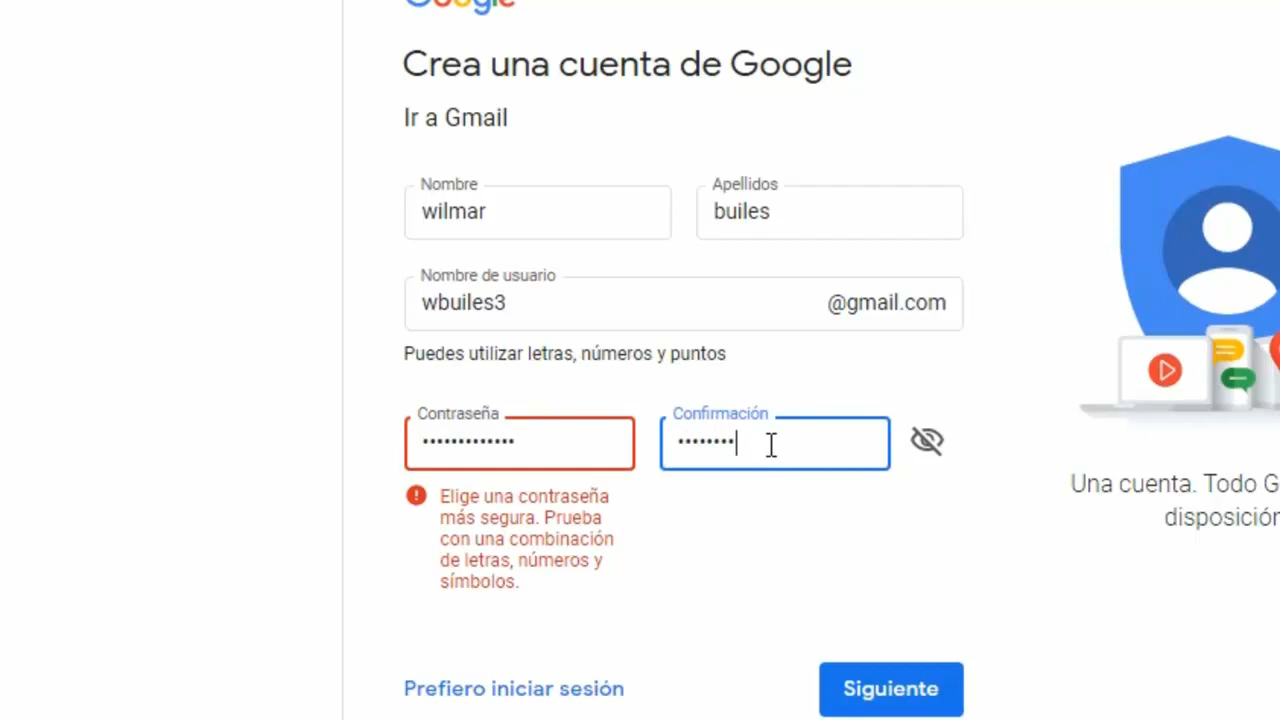 Google
Crea una cuenta de Google
Ir a Gmail
Nombre
Apellidos
wilmar
builes
Nombre de usuario
wbuiles3
@gmail.com
Puedes utilizar letras, números y puntos
Contraseña
Confirmación
•••••••••••••
••••••••
Elige una contraseña
más segura. Prueba
con una combinación
de letras, números y
símbolos.
Una cuenta. Todo G
disposición
Prefiero iniciar sesión
Siguiente